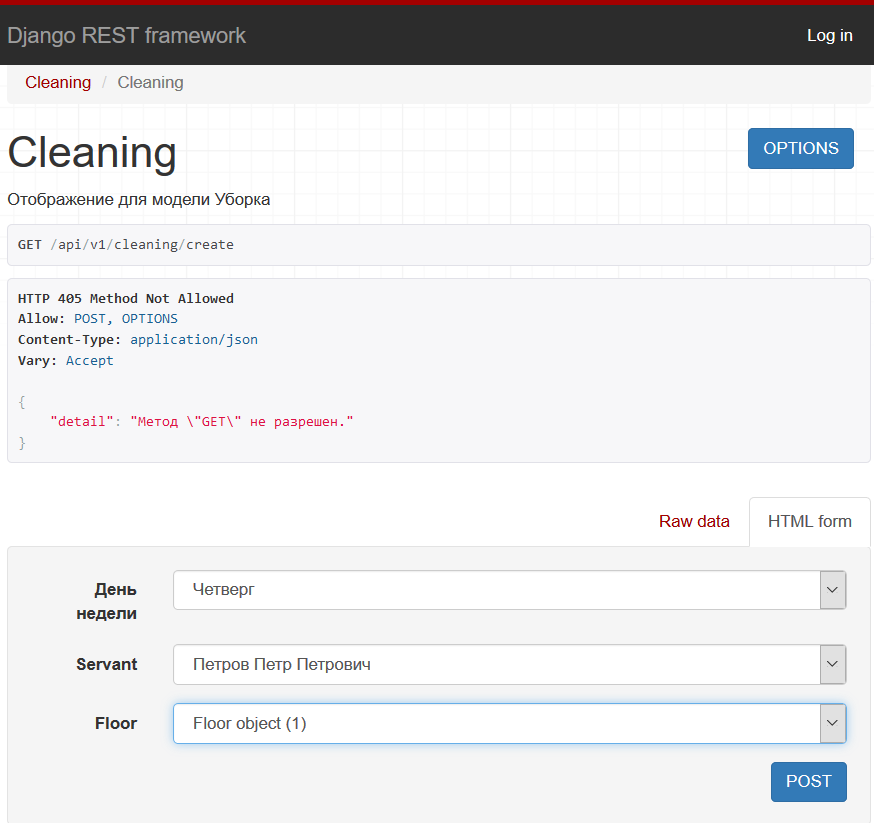 Django REST framework
Log in
Cleaning / Cleaning
Cleaning
OPTIONS
Отображение для модели Уборка
GET /api/v1/cleaning/create
HTTP 405 Method Not Allowed
Allow: POST, OPTIONS
Content-Type: application/json
Vary: Accept
{
"detail": "Метод \"GET\" не разрешен."
}
Raw data
HTML form
День
недели
Четверг
Servant
Петров Петр Петрович
Floor
Floor object (1)
POST